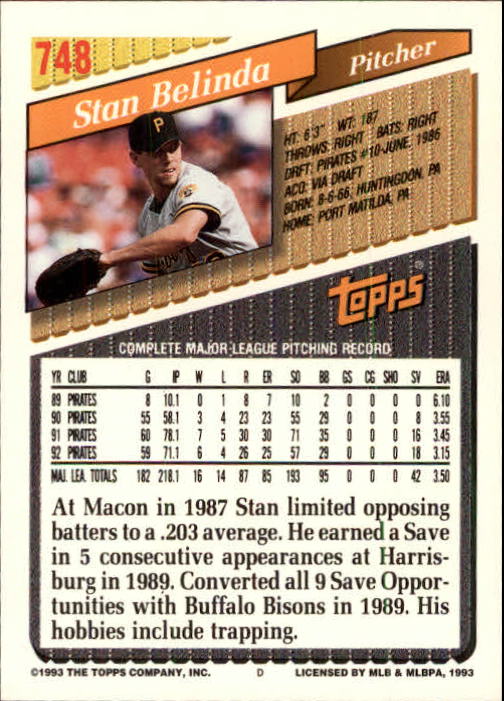 748
Stan Belinda
Pitcher
P
HT: 6'3" WT: 187
THROWS: RIGHT BATS: RIGHT
DRFT: PIRATES #10-JUNE, 1986
ACQ: VIA DRAFT
BORN: 8-6-66, HUNTINGDON, PA
HOME: PORT MATILDA, PA
TOPPS®
COMPLETE MAJOR LEAGUE PITCHING RECORD
YR CLUB G IP W L R ER SO BB GS CG SHO SV ERA
89 PIRATES 8 10.1 0 1 8 7 10 2 0 0 0 0 6.10
90 PIRATES 55 58.1 3 4 23 23 55 29 0 0 0 8 3.55
91 PIRATES 60 78.1 7 5 30 30 71 35 0 0 0 16 3.45
92 PIRATES 59 71.1 6 4 26 25 57 29 0 0 0 18 3.15
MAJ. LEA. TOTALS 182 218.1 16 14 87 85 193 95 0 0 0 42 3.50
At Macon in 1987 Stan limited opposing
batters to a .203 average. He earned a Save
in 5 consecutive appearances at Harris-
burg in 1989. Converted all 9 Save Oppor-
tunities with Buffalo Bisons in 1989. His
hobbies include trapping.
©1993 THE TOPPS COMPANY, INC. D LICENSED BY MLB & MLBPA, 1993